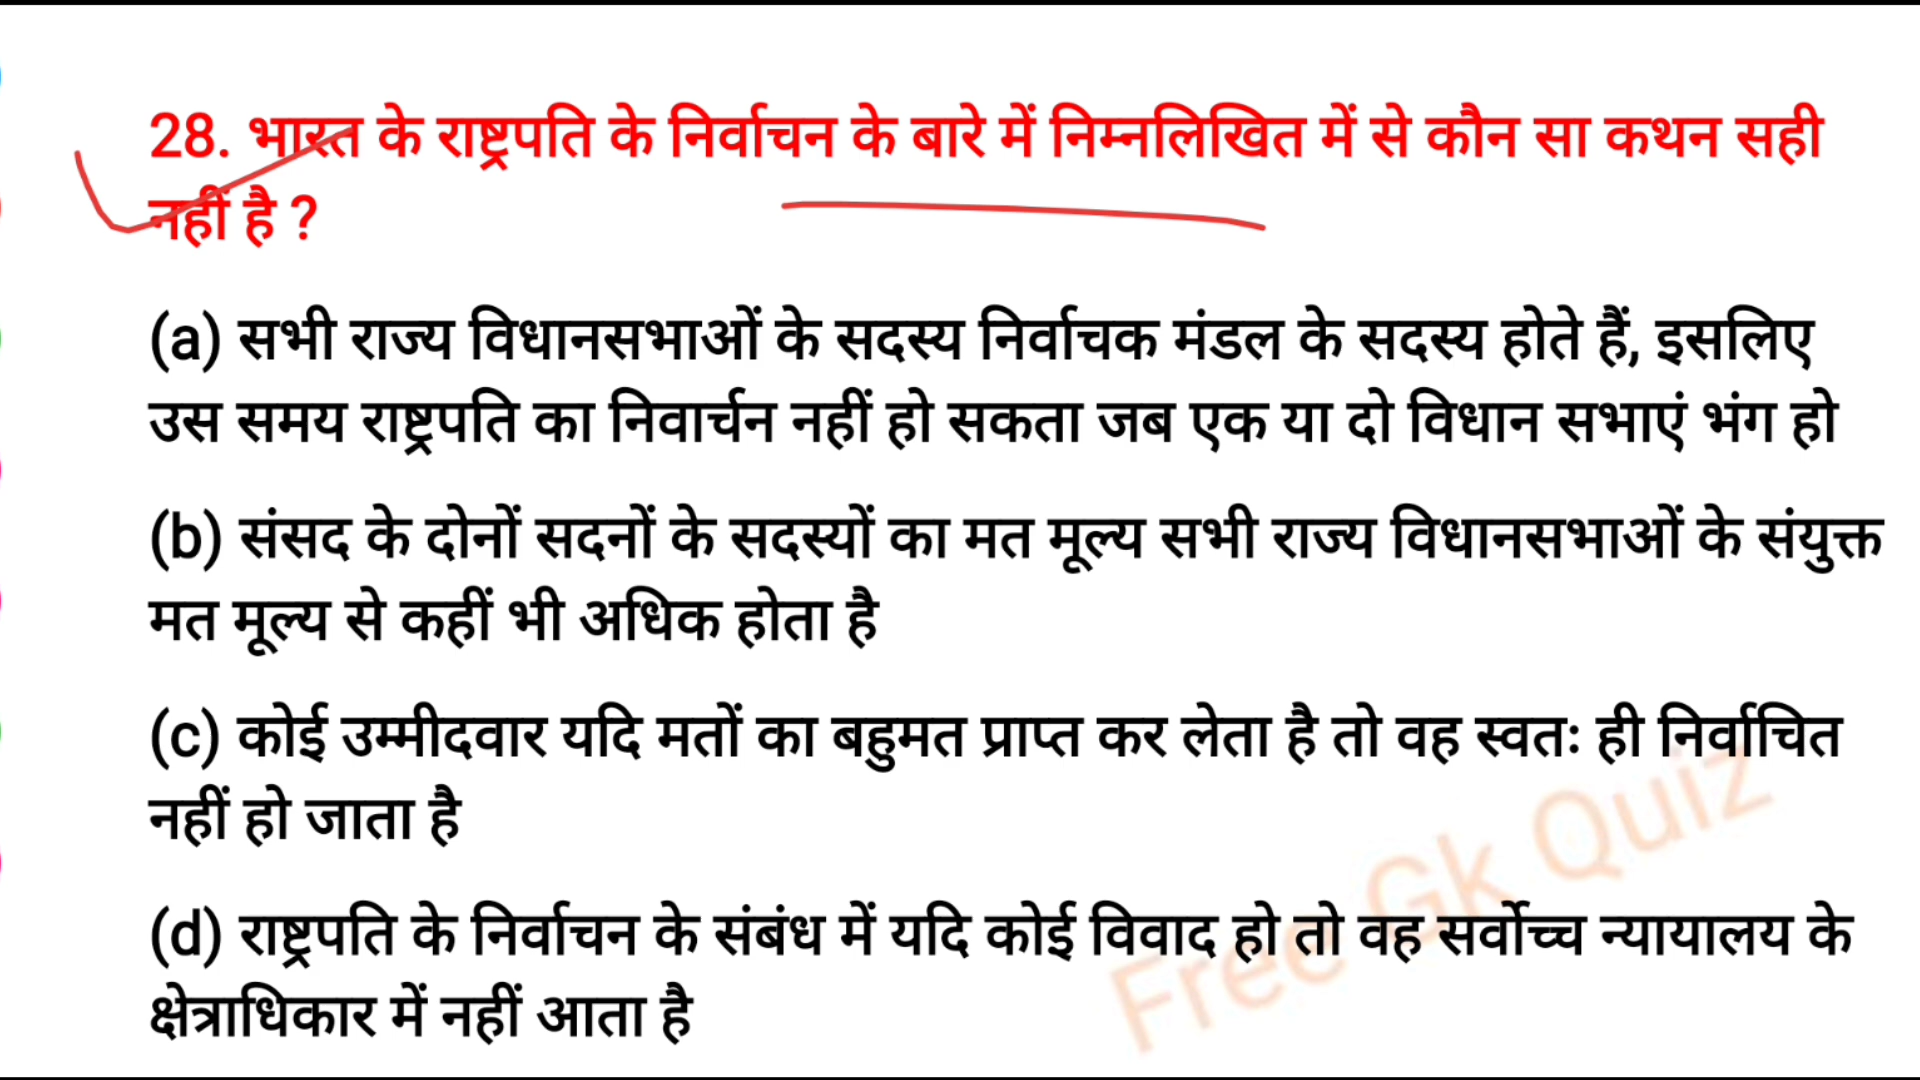 28. भारत के राष्ट्रपति के निर्वाचन के बारे में निम्नलिखित में से कौन सा कथन सही
नहीं है ?
(a) सभी राज्य विधानसभाओं के सदस्य निर्वाचक मंडल के सदस्य होते हैं, इसलिए
उस समय राष्ट्रपति का निवार्चन नहीं हो सकता जब एक या दो विधान सभाएं भंग हो
(b) संसद के दोनों सदनों के सदस्यों का मत मूल्य सभी राज्य विधानसभाओं के संयुक्त
मत मूल्य से कहीं भी अधिक होता है
(c) कोई उम्मीदवार यदि मतों का बहुमत प्राप्त कर लेता है तो वह स्वतः ही निर्वाचित
नहीं हो जाता है
(d) राष्ट्रपति के निर्वाचन के संबंध में यदि कोई विवाद हो तो वह सर्वोच्च न्यायालय के
क्षेत्राधिकार में नहीं आता है
Free Gk Quiz